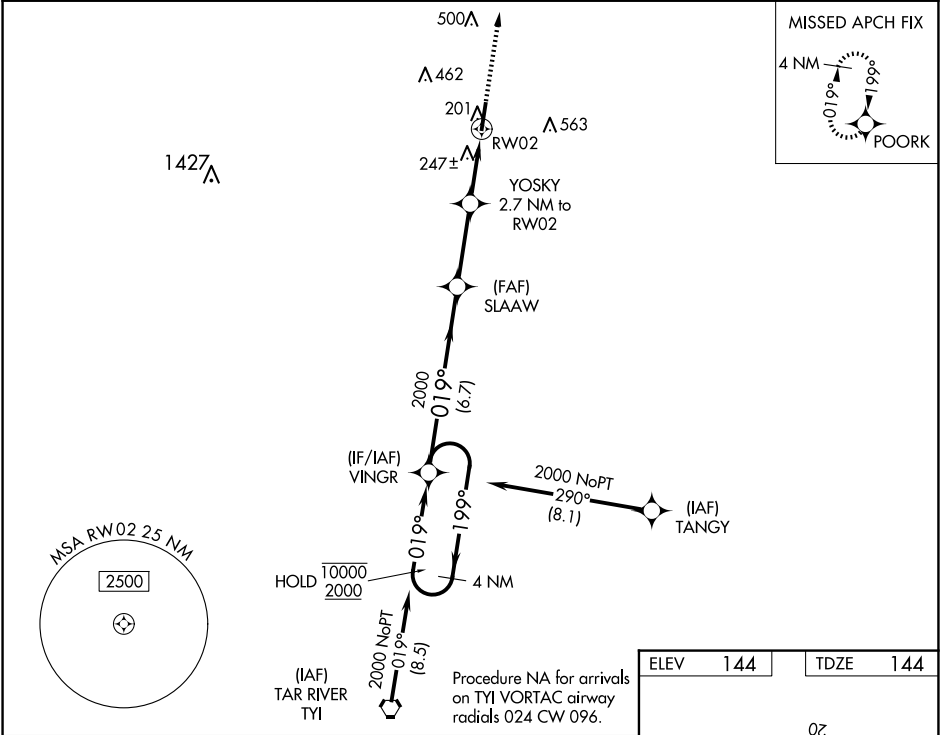 500
462
201
563
RW02
247±
1427
MISSED APCH FIX
4 NM
019°
199°
POORK
YOSKY
2.7 NM to
RW02
(FAF)
SLAAW
2000
019°
(6.7)
(IF/IAF)
VINGR
2000 NoPT
290°
(8.1)
(IAF)
TANGY
019°
199°
HOLD
10000
2000
4 NM
MSA RW02 25 NM
2500
2000 NoPT
019°
(8.5)
(IAF)
TAR RIVER
TYI
Procedure NA for arrivals
on TYI VORTAC airway
radials 024 CW 096.
ELEV 144
TDZE 144